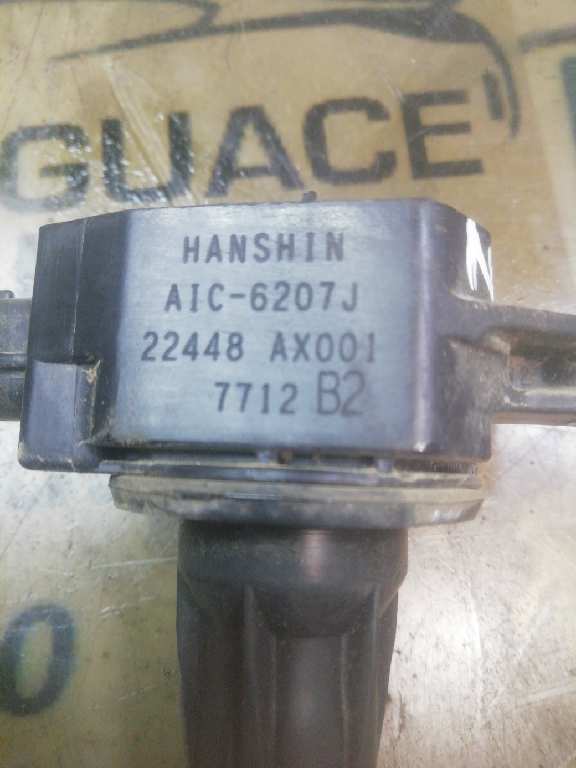 GUACE
HANSHIN
AIC-6207J
22448 AX001
7712 B2